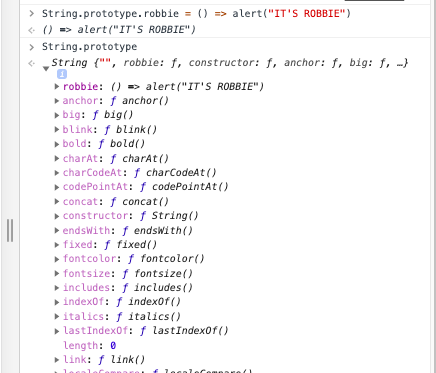 > String.prototype.robbie = () => alert("IT'S ROBBIE")
<· () => alert("IT'S ROBBIE")
> String.prototype
<· ▼String {"", robbie: ƒ, constructor: ƒ, anchor: ƒ, big: ƒ, …}
i
▶robbie: () => alert("IT'S ROBBIE")
▶anchor: ƒ anchor()
▶big: ƒ big()
▶blink: ƒ blink()
▶bold: ƒ bold()
▶charAt: ƒ charAt()
▶charCodeAt: ƒ charCodeAt()
▶codePointAt: ƒ codePointAt()
▶concat: ƒ concat()
▶constructor: ƒ String()
▶endsWith: ƒ endsWith()
▶fixed: ƒ fixed()
▶fontcolor: ƒ fontcolor()
▶fontsize: ƒ fontsize()
▶includes: ƒ includes()
▶indexOf: ƒ indexOf()
▶italics: ƒ italics()
▶lastIndexOf: ƒ lastIndexOf()
length: 0
▶link: ƒ link()
▶localeCompare: ƒ localeCompare()